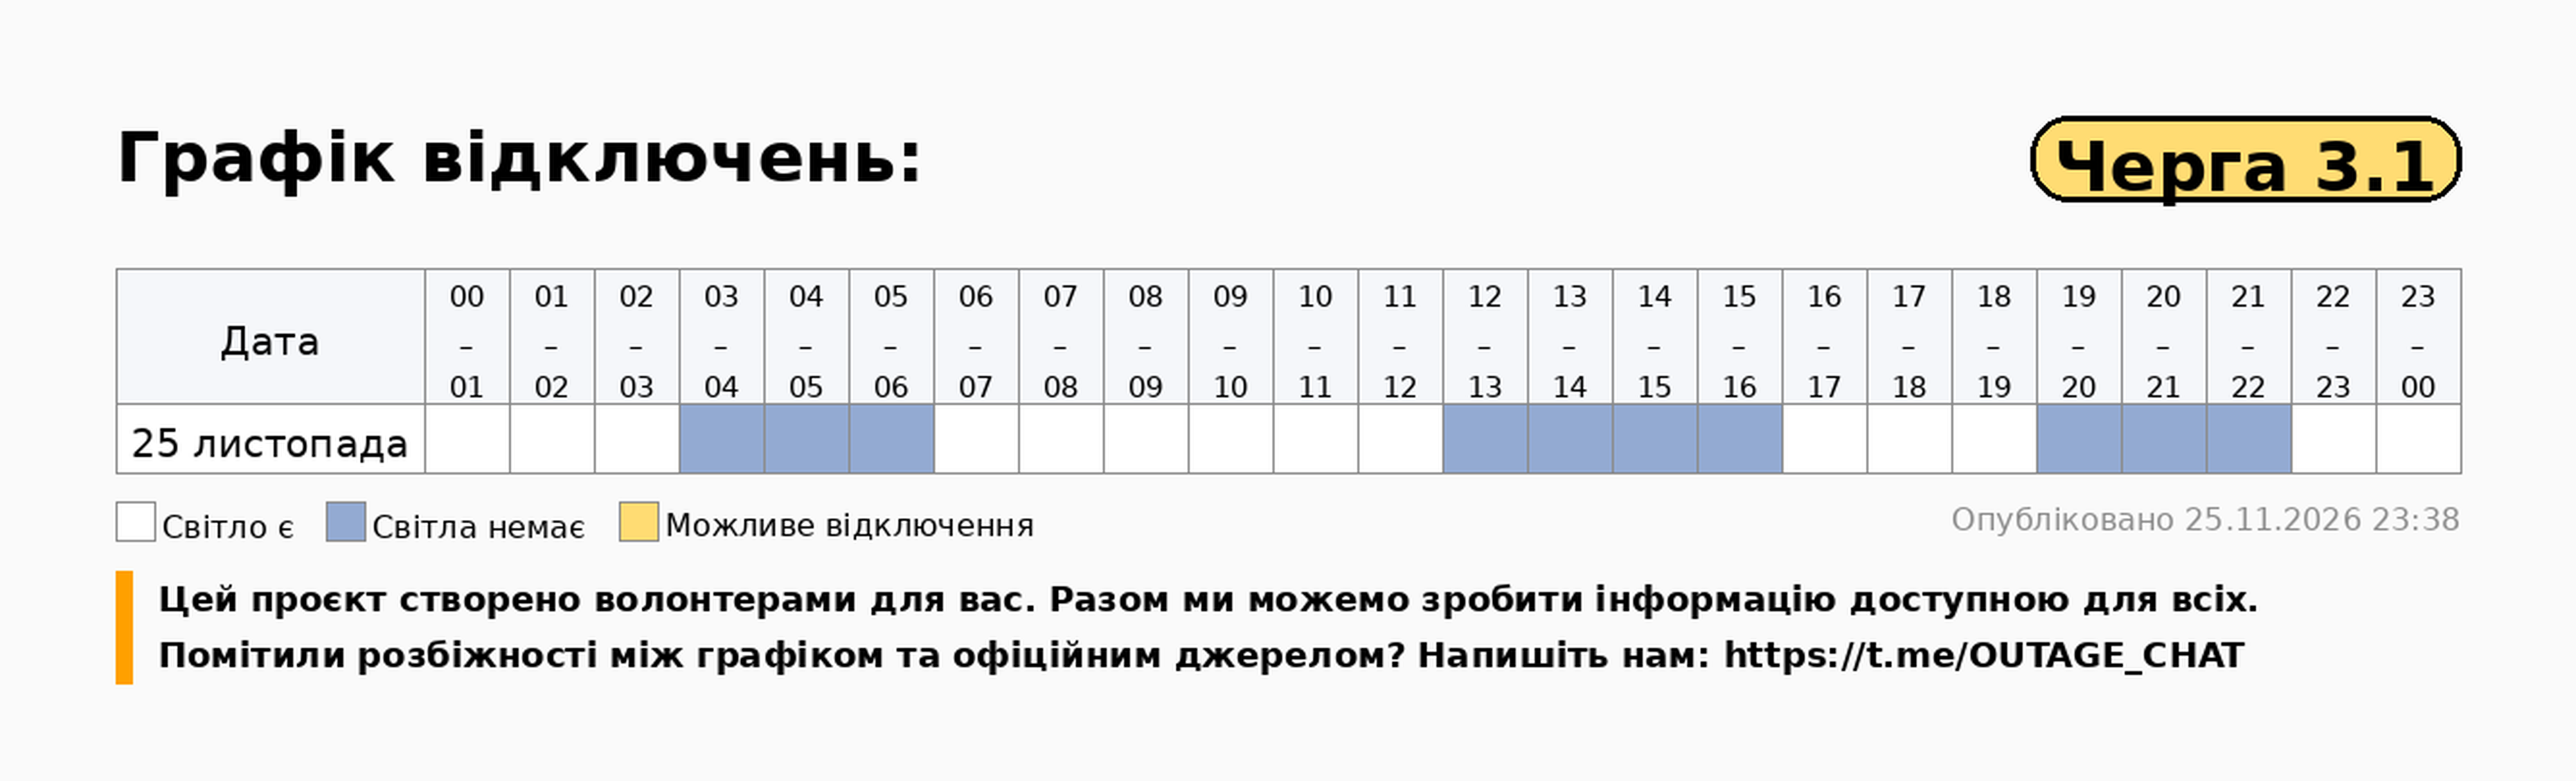 Графік відключень:
Черга 3.1
Дата
00 – 01
01 – 02
02 – 03
03 – 04
04 – 05
05 – 06
06 – 07
07 – 08
08 – 09
09 – 10
10 – 11
11 – 12
12 – 13
13 – 14
14 – 15
15 – 16
16 – 17
17 – 18
18 – 19
19 – 20
20 – 21
21 – 22
22 – 23
23 – 00
25 листопада
Світло є
Світла немає
Можливе відключення
Опубліковано 25.11.2026 23:38
Цей проєкт створено волонтерами для вас. Разом ми можемо зробити інформацію доступною для всіх.
Помітили розбіжності між графіком та офіційним джерелом? Напишіть нам: https://t.me/OUTAGE_CHAT